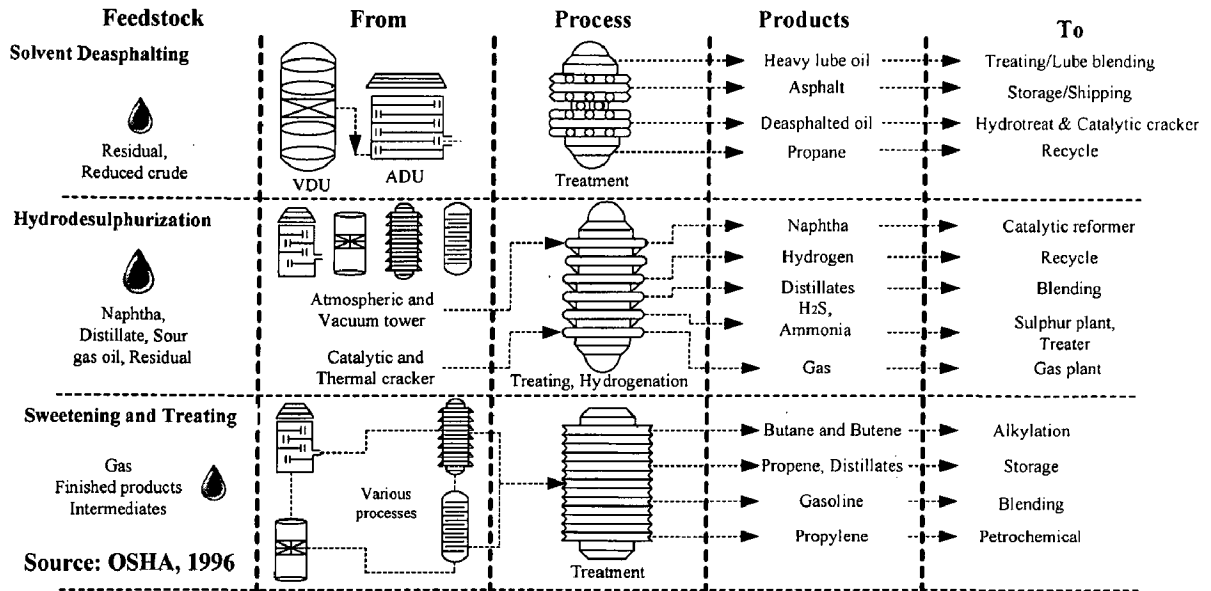 Feedstock From Process Products To
Solvent Deasphalting
Residual,
Reduced crude
VDU
ADU
Treatment
Heavy lube oil
Asphalt
Deasphalted oil
Propane
Treating/Lube blending
Storage/Shipping
Hydrotreat & Catalytic cracker
Recycle
Hydrodesulphurization
Naphtha,
Distillate, Sour
gas oil, Residual
Atmospheric and
Vacuum tower
Catalytic and
Thermal cracker
Treating, Hydrogenation
Naphtha
Hydrogen
Distillates
H2S,
Ammonia
Gas
Catalytic reformer
Recycle
Blending
Sulphur plant,
Treater
Gas plant
Sweetening and Treating
Gas
Finished products
Intermediates
Various
processes
Treatment
Butane and Butene
Propene, Distillates
Gasoline
Propylene
Alkylation
Storage
Blending
Petrochemical
Source: OSHA, 1996